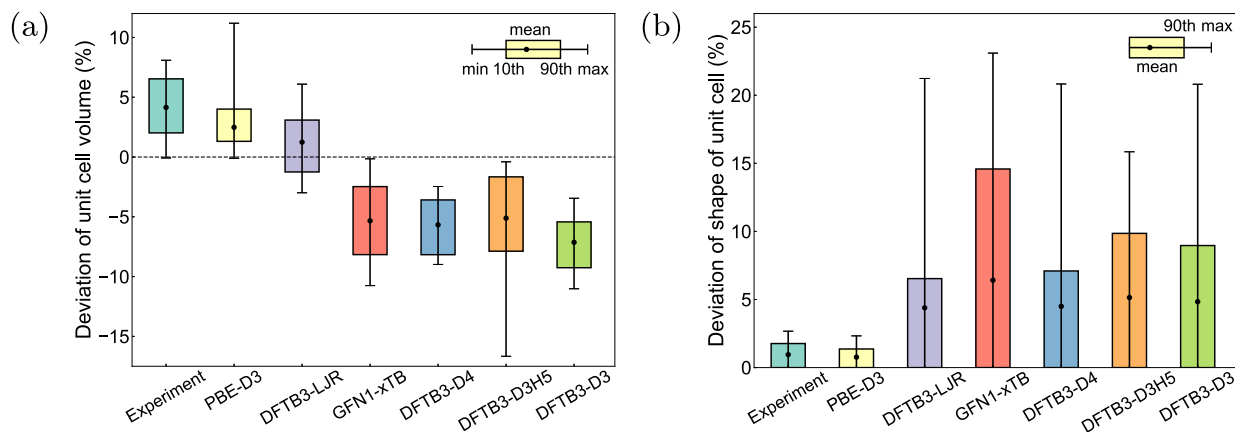 (a)
Deviation of unit cell volume (%)
10
5
0
−5
−10
−15
mean
min 10th 90th max
Experiment
PBE-D3
DFTB3-LJR
GFN1-xTB
DFTB3-D4
DFTB3-D3H5
DFTB3-D3
(b)
Deviation of shape of unit cell (%)
25
20
15
10
5
0
90th max
mean
Experiment
PBE-D3
DFTB3-LJR
GFN1-xTB
DFTB3-D4
DFTB3-D3H5
DFTB3-D3